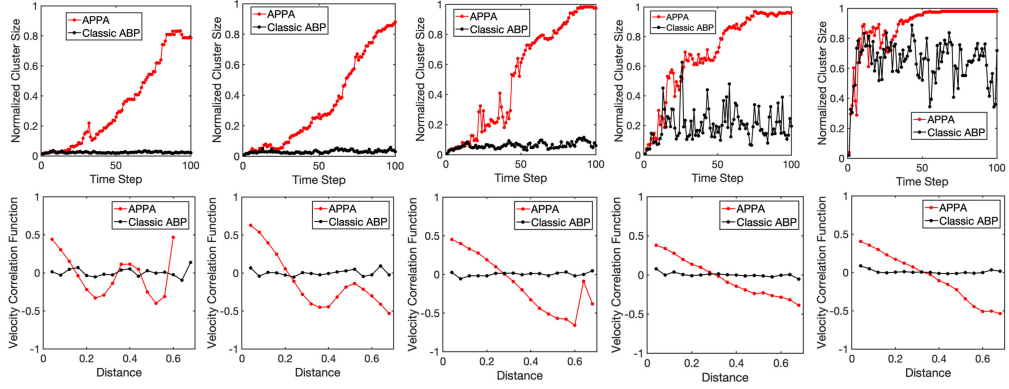 Normalized Cluster Size
1
0.8
0.6
0.4
0.2
0
0 50 100
Time Step
APPA
Classic ABP
Normalized Cluster Size
1
0.8
0.6
0.4
0.2
0
0 50 100
Time Step
APPA
Classic ABP
Normalized Cluster Size
1
0.8
0.6
0.4
0.2
0
0 50 100
Time Step
APPA
Classic ABP
Normalized Cluster Size
1
0.8
0.6
0.4
0.2
0
0 50 100
Time Step
APPA
Classic ABP
Normalized Cluster Size
1
0.8
0.6
0.4
0.2
0
0 50 100
Time Step
APPA
Classic ABP
Velocity Correlation Function
1
0.5
0
-0.5
-1
0 0.2 0.4 0.6
Distance
APPA
Classic ABP
Velocity Correlation Function
1
0.5
0
-0.5
-1
0 0.2 0.4 0.6
Distance
APPA
Classic ABP
Velocity Correlation Function
1
0.5
0
-0.5
-1
0 0.2 0.4 0.6
Distance
APPA
Classic ABP
Velocity Correlation Function
1
0.5
0
-0.5
-1
0 0.2 0.4 0.6
Distance
APPA
Classic ABP
Velocity Correlation Function
1
0.5
0
-0.5
-1
0 0.2 0.4 0.6
Distance
APPA
Classic ABP